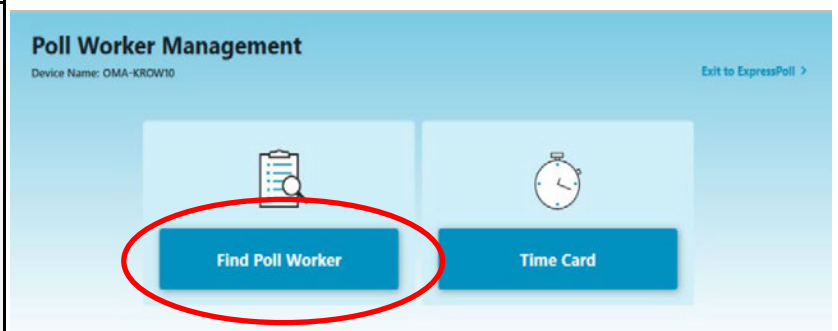 Poll Worker Management
Device Name: OMA-KROW10
Exit to ExpressPoll >
Find Poll Worker
Time Card